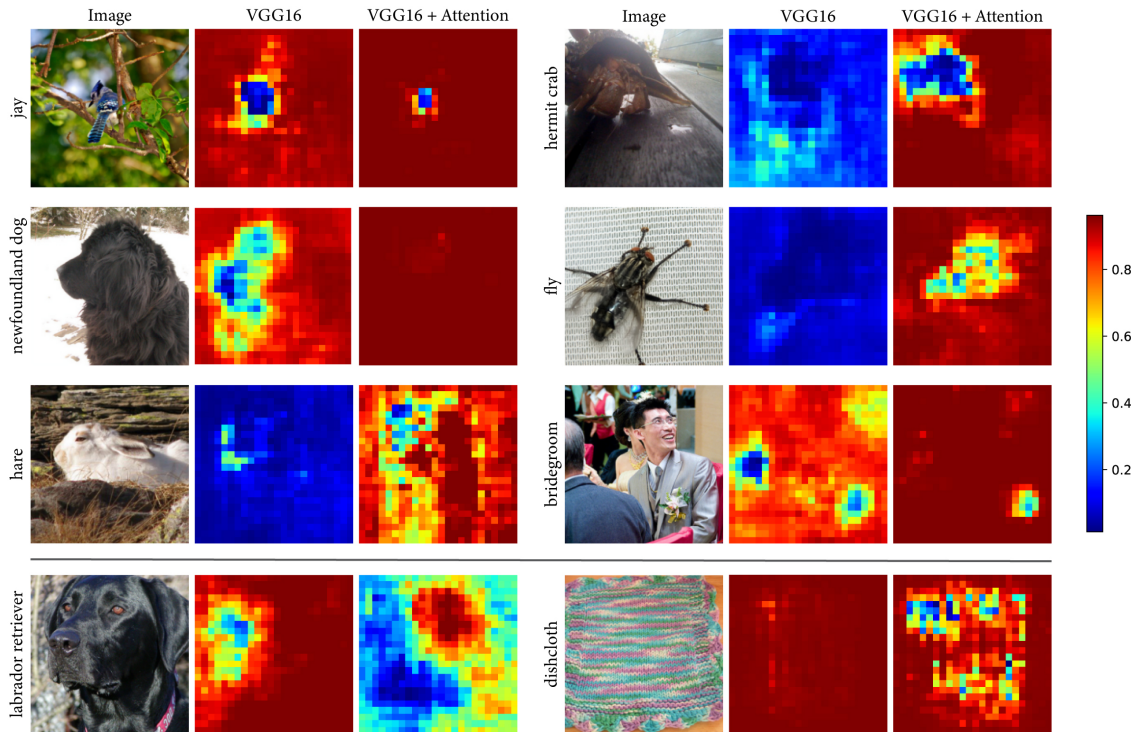 Image VGG16 VGG16 + Attention Image VGG16 VGG16 + Attention
jay
hermit crab
newfoundland dog
fly
0.8
0.6
0.4
0.2
hare
bridegroom
labrador retriever
dishcloth